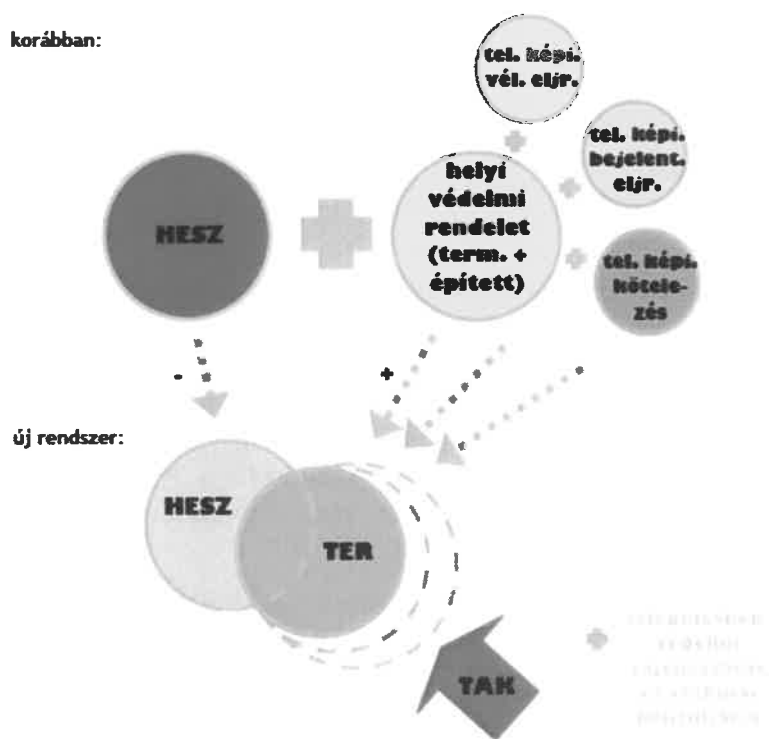 korábban:
tel. képi.
vél. eljr.
tel. képi.
bejelent.
eljr.
helyi
védelmi
rendelet
(term. +
épített)
HESZ
tel. képi.
kötele-
zés
-
+
új rendszer:
HESZ
TER
TAK